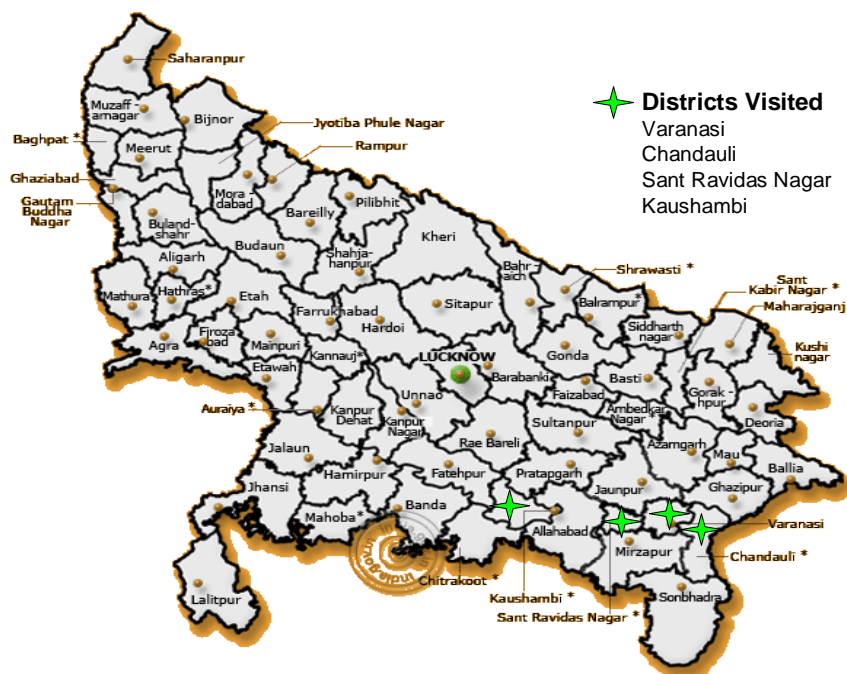 Saharanpur
Muzaff -
arnagar
Bijnor
Districts Visited
Varanasi
Chandauli
Sant Ravidas Nagar
Kaushambi
Jyotiba Phule Nagar
Baghpat *
Meerut
Rampur
Ghaziabad
Gautam
Buddha
Nagar
Mora -
dabad
Pilibhit
Bareilly
Buland-
shahr
Kheri
Budaun
Shahja-
hanpur
Aligarh
Bahr -
aich
Shrawasti *
Sant
Kabir Nagar *
Maharajganj
Mathura
Hathras*
Etah
Farrukhabad
Hardoi
Sitapur
Balrampur*
Siddharth
nagar
Kushi
nagar
Agra
Firoza
bad
Mainpuri
Kannauj*
LUCKNOW
Gonda
Barabanki
Basti
Gorak -
hpur
Etawah
Unnao
Faizabad
Ambedkar
Nagar *
Deoria
Auraiya *
Kanpur
Dehat
Kanpur
Nagar
Rae Bareli
Sultanpur
Azamgarh
Mau
Ballia
Jalaun
Hamirpur
Fatehpur
Pratapgarh
Jaunpur
Ghazipur
Jhansi
Mahoba*
Banda
Allahabad
Varanasi
Mirzapur
Chandauli *
india.gov.in
Chitrakoot *
Kaushambi *
Sant Ravidas Nagar *
Sonbhadra
Lalitpur